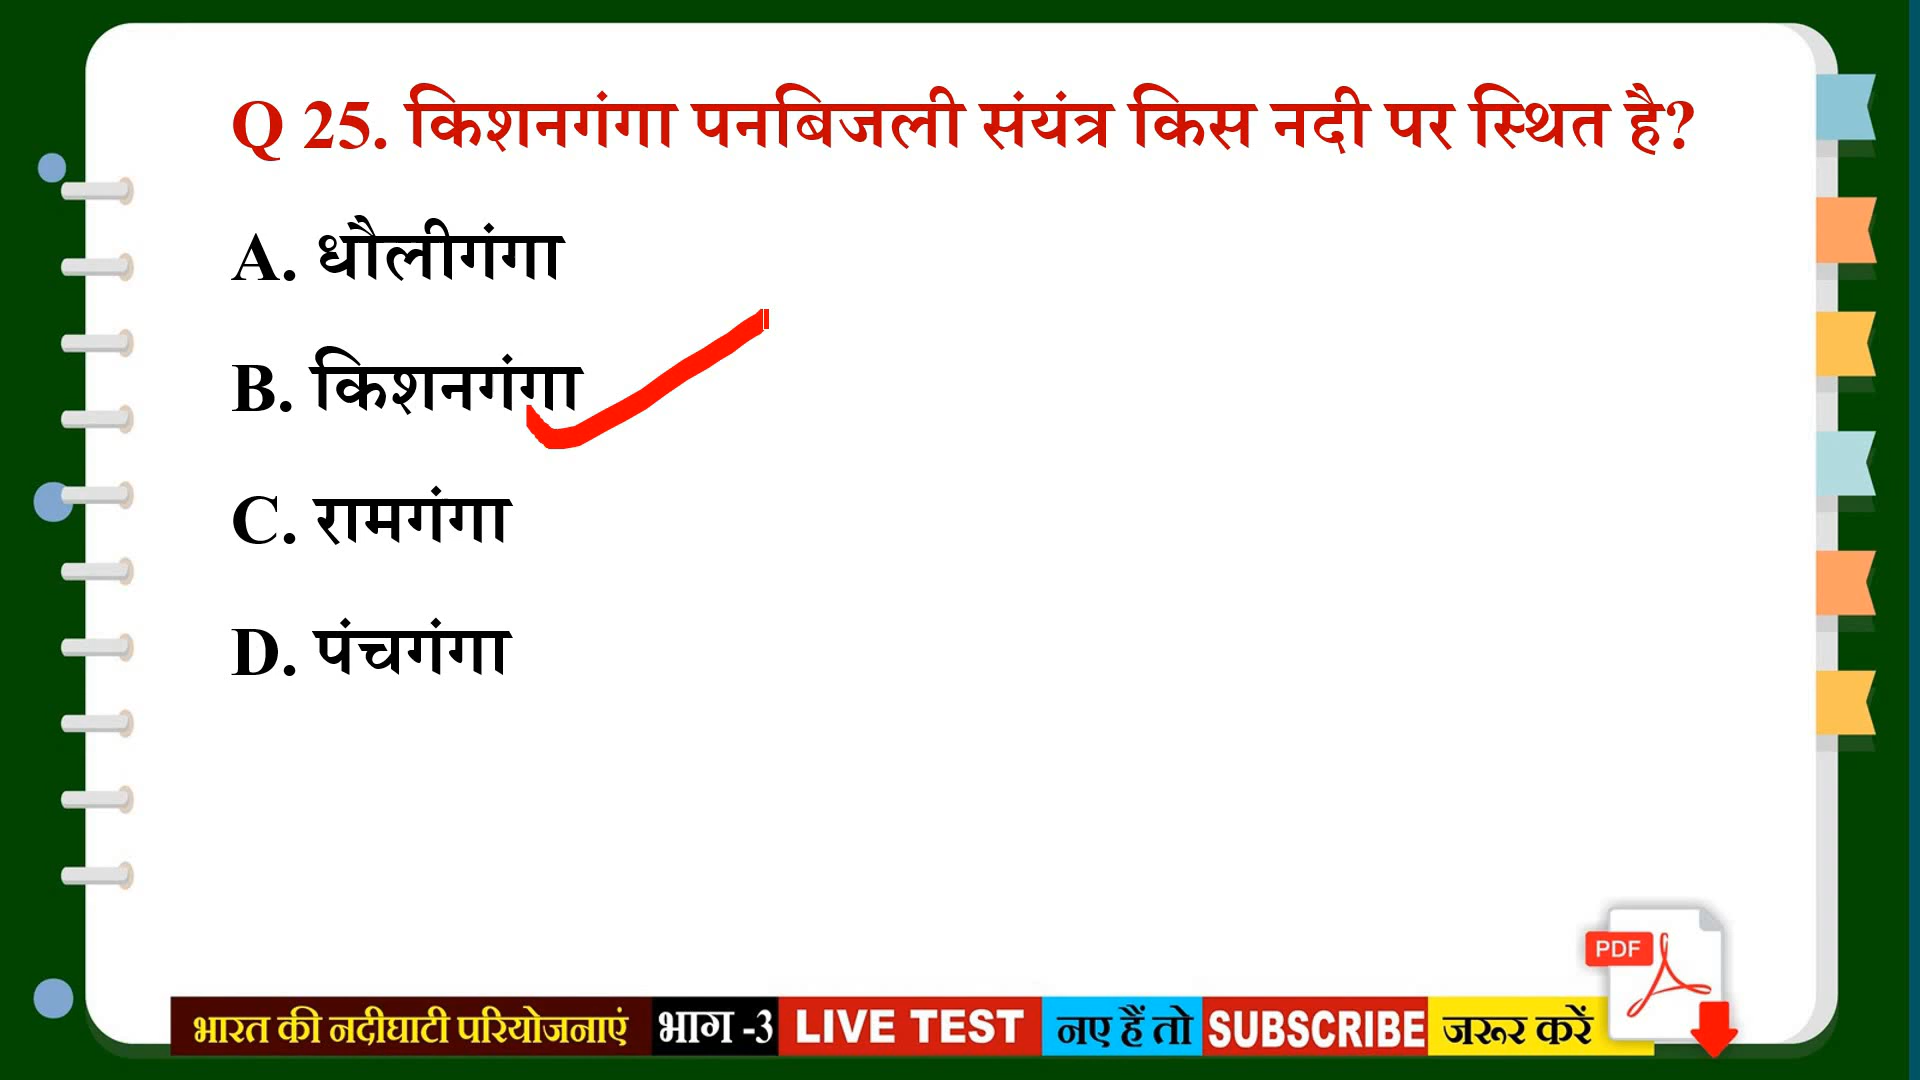 Q 25. किशनगंगा पनबिजली संयंत्र किस नदी पर स्थित है?
A. धौलीगंगा
B. किशनगंगा
C. रामगंगा
D. पंचगंगा
PDF
भारत की नदीघाटी परियोजनाएं भाग -3 LIVE TEST नए हैं तो SUBSCRIBE जरूर करें